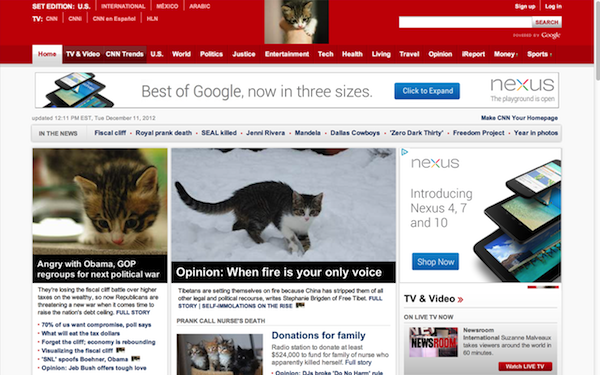 SET EDITION: U.S. INTERNATIONAL MÉXICO ARABIC
TV: CNN CNNi CNN en Español HLN
Sign up Log in
SEARCH
POWERED BY Google
Home TV & Video CNN Trends U.S. World Politics Justice Entertainment Tech Health Living Travel Opinion iReport Money Sports
Best of Google, now in three sizes.
Click to Expand
nexus
The playground is open
updated 12:11 PM EST, Tue December 11, 2012
Make CNN Your Homepage
IN THE NEWS Fiscal cliff • Royal prank death • SEAL killed • Jenni Rivera • Mandela • Dallas Cowboys • 'Zero Dark Thirty' • Freedom Project • Year in photos
Angry with Obama, GOP
regroups for next political war
They're losing the fiscal cliff battle over higher
taxes on the wealthy, so now Republicans are
threatening a new war when it comes time to
raise the nation's debt ceiling. FULL STORY
• 70% of us want compromise, poll says
• What will eat the tax dollars
• Forget the cliff; economy is rebounding
• Visualizing the fiscal cliff
• 'SNL' spoofs Boehner, Obama
• Opinion: Jeb Bush offers tough love
Opinion: When fire is your only voice
Tibetans are setting themselves on fire because China has stripped them of all
other legal and political recourse, writes Stephanie Brigden of Free Tibet. FULL
STORY | SELF-IMMOLATIONS ON THE RISE
PRANK CALL NURSE'S DEATH
Donations for family
Radio station to donate at least
$524,000 to fund for family of nurse who
apparently killed herself. Full story
• Opinion: DJs broke "Do No Harm" rule
nexus
Introducing
Nexus 4, 7
and 10
Shop Now
TV & Video »
ON LIVE TV NOW
NEWSROOM
Newsroom
International Suzanne Malveaux
takes viewers around the world in
60 minutes.
Watch LIVE TV